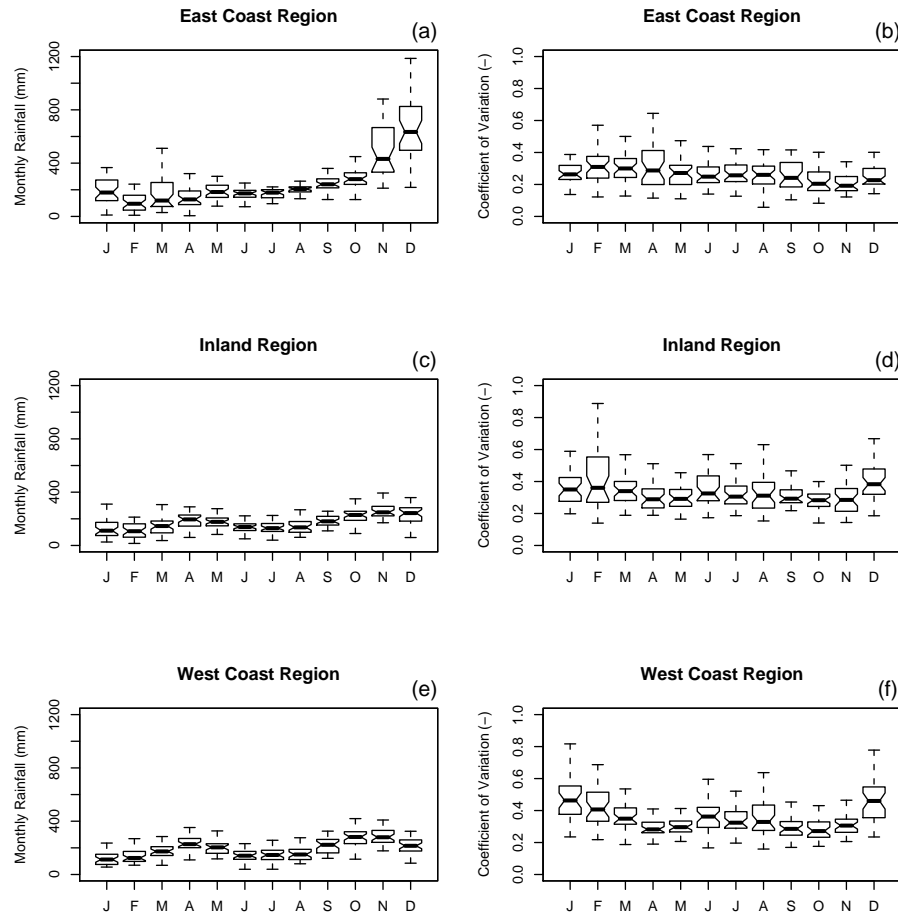 East Coast Region
(a)
Monthly Rainfall (mm)
0 400 800 1200
J F M A M J J A S O N D
East Coast Region
(b)
Coefficient of Variation (−)
0.0 0.2 0.4 0.6 0.8 1.0
J F M A M J J A S O N D
Inland Region
(c)
Monthly Rainfall (mm)
0 400 800 1200
J F M A M J J A S O N D
Inland Region
(d)
Coefficient of Variation (−)
0.0 0.2 0.4 0.6 0.8 1.0
J F M A M J J A S O N D
West Coast Region
(e)
Monthly Rainfall (mm)
0 400 800 1200
J F M A M J J A S O N D
West Coast Region
(f)
Coefficient of Variation (−)
0.0 0.2 0.4 0.6 0.8 1.0
J F M A M J J A S O N D